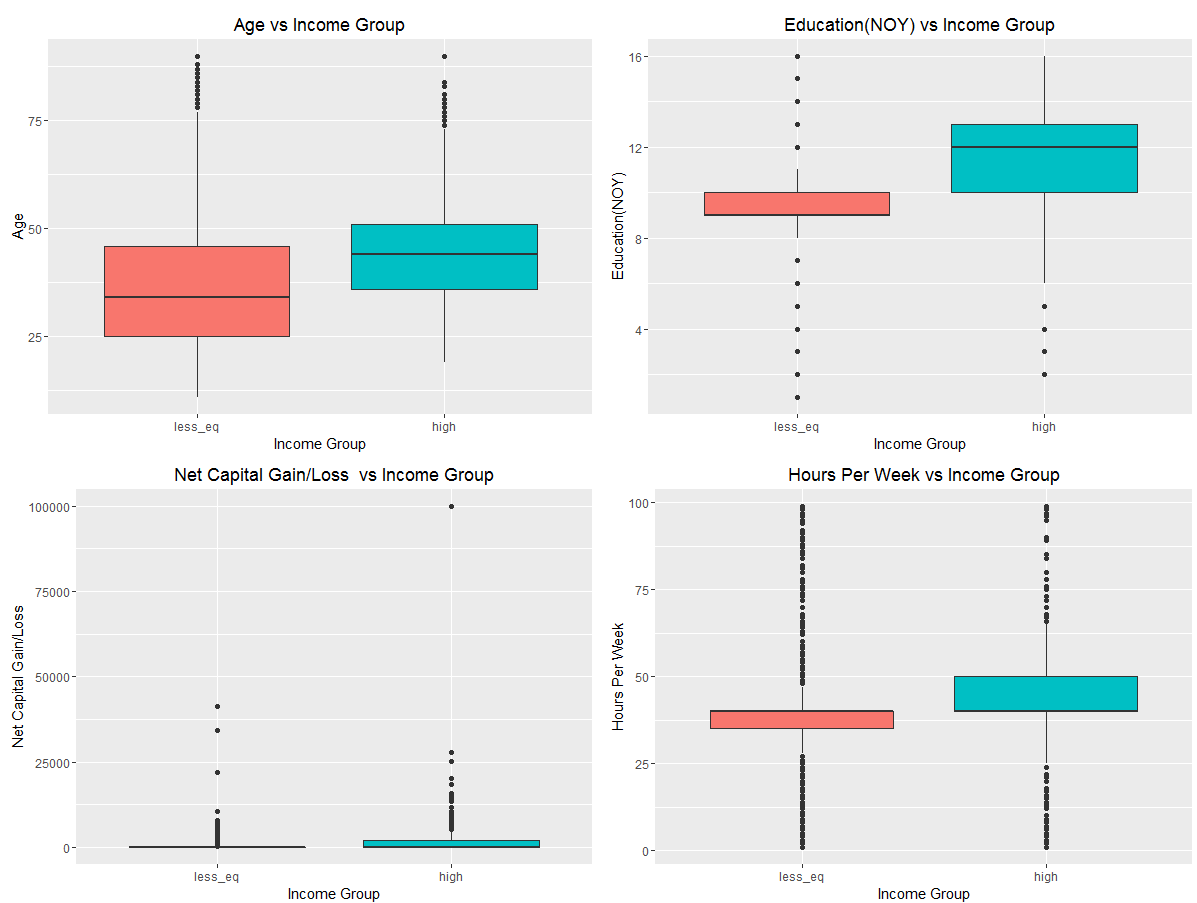 Age vs Income Group
75
50
25
Age
less_eq
high
Income Group
Education(NOY) vs Income Group
16
12
8
4
Education(NOY)
less_eq
high
Income Group
Net Capital Gain/Loss  vs Income Group
100000
75000
50000
25000
0
Net Capital Gain/Loss
less_eq
high
Income Group
Hours Per Week vs Income Group
100
75
50
25
0
Hours Per Week
less_eq
high
Income Group